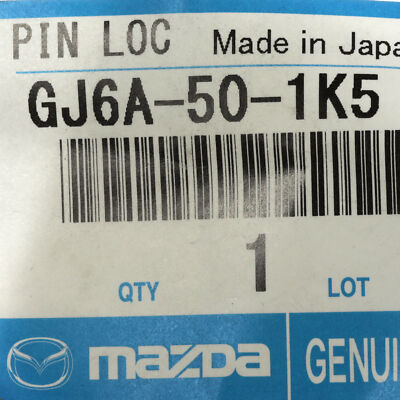 PIN LOC Made in Japa
GJ6A-50-1K5
1
QTY LOT
mazda GENUI